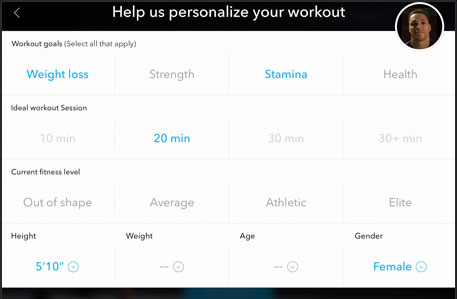 Help us personalize your workout
Workout goals (Select all that apply)
Weight loss Strength Stamina Health
Ideal workout Session
10 min 20 min 30 min 30+ min
Current fitness level
Out of shape Average Athletic Elite
Height Weight Age Gender
5'10" -- -- Female